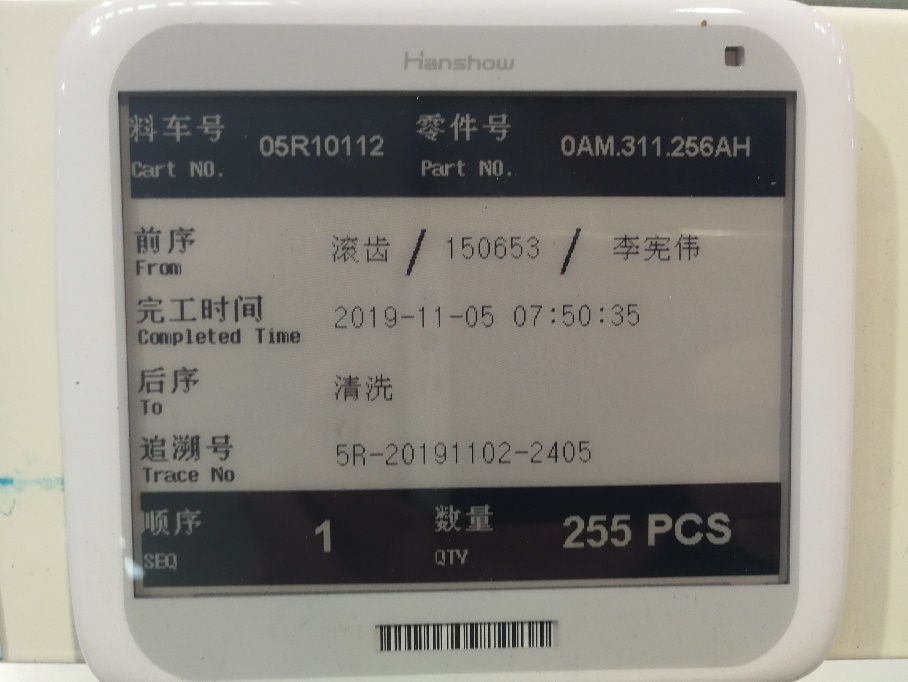 Hanshow
料车号 05R10112 零件号 0AM.311.256AH
Cart NO. Part NO.
前序 滚齿 / 150653 / 李宪伟
From
完工时间 2019-11-05 07:50:35
Completed Time
后序 清洗
To
追溯号 5R-20191102-2405
Trace No
顺序 1 数量 255 PCS
SEQ QTY